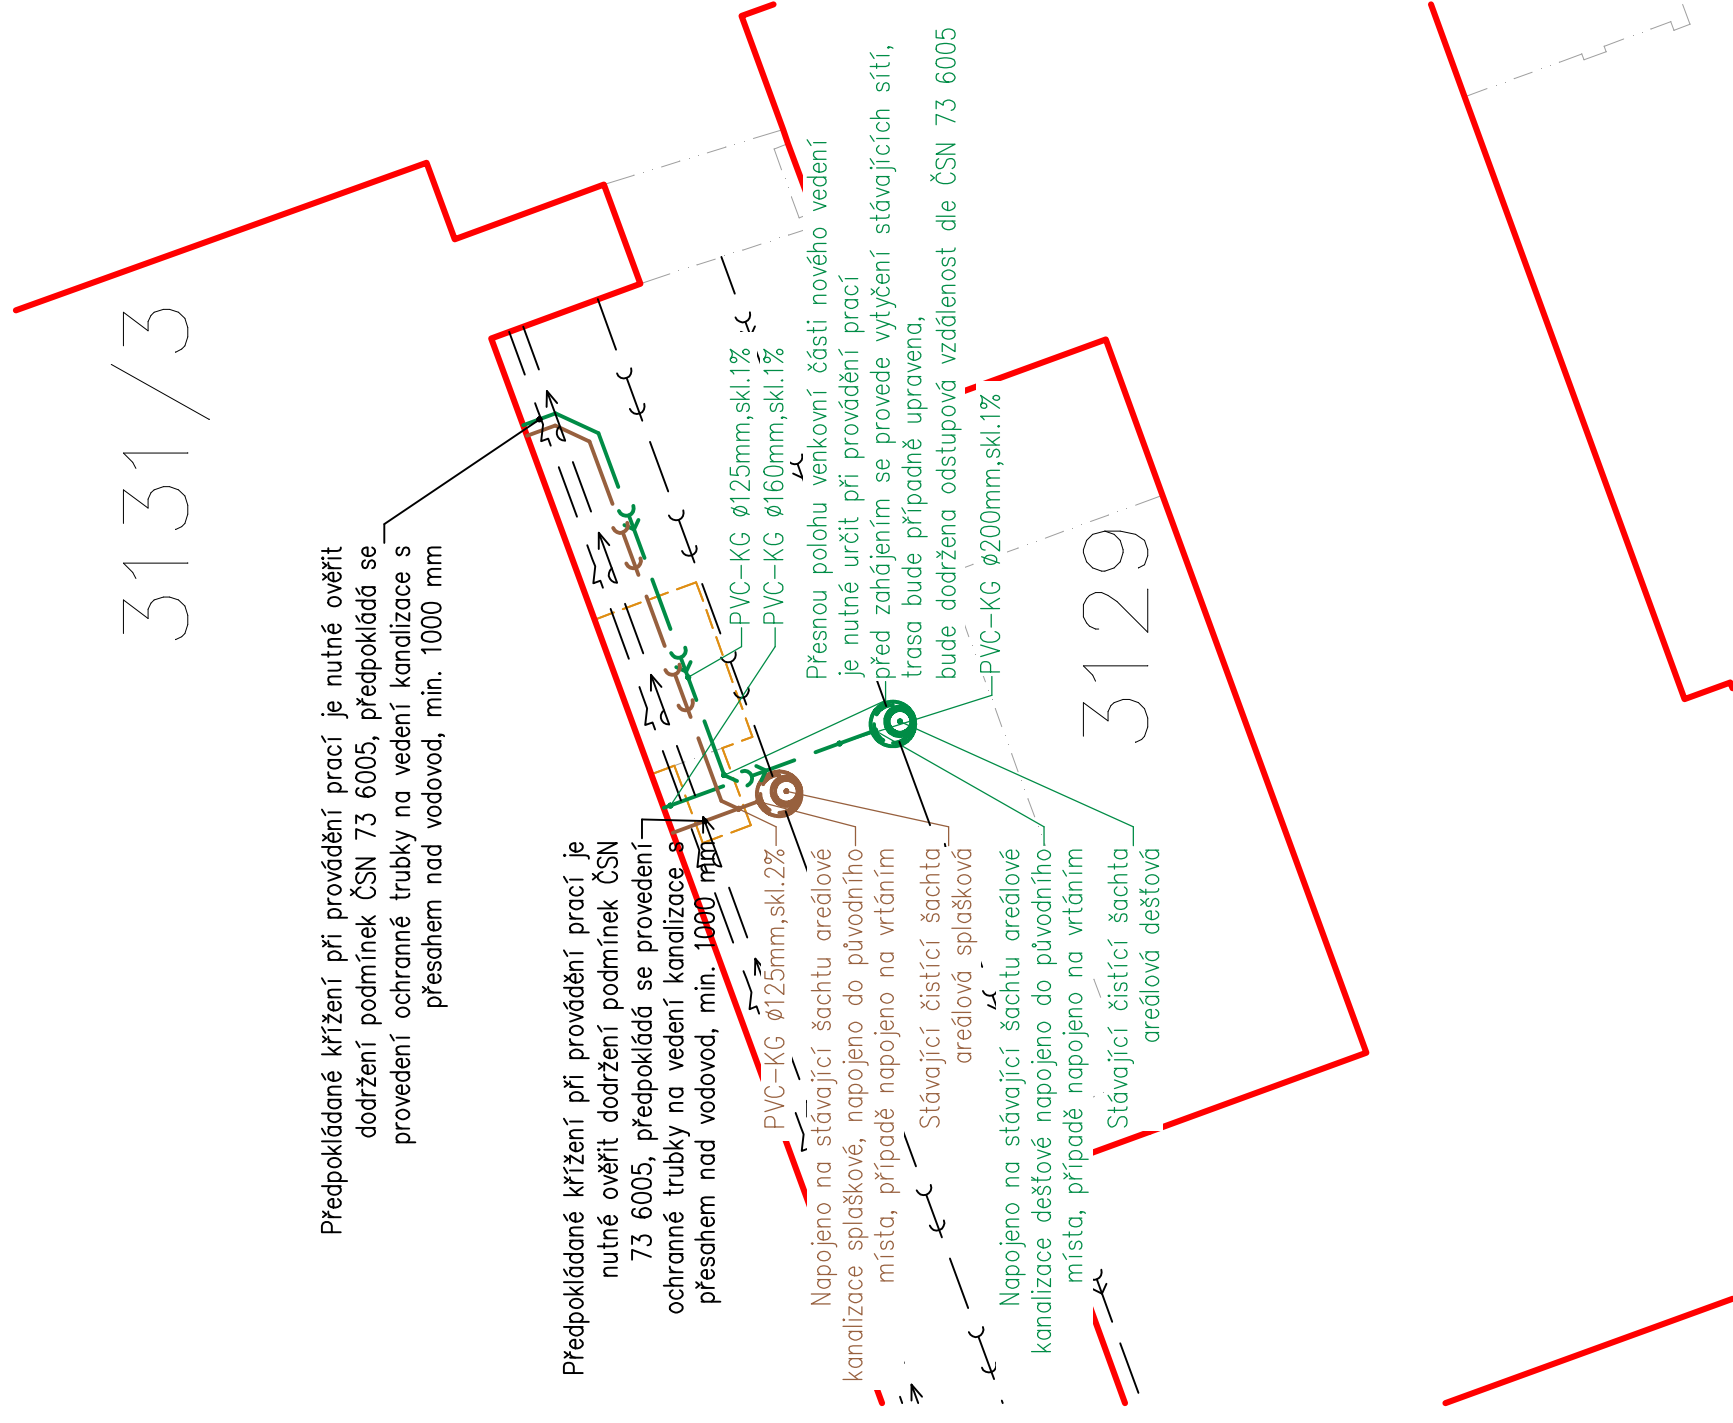 3131/3
Předpokládané křížení při provádění prací je nutné ověřit
dodržení podmínek ČSN 73 6005, předpokládá se
provedení ochranné trubky na vedení kanalizace s
přesahem nad vodovod, min. 1000 mm
Předpokládané křížení při provádění prací je
nutné ověřit dodržení podmínek ČSN
73 6005, předpokládá se provedení
ochranné trubky na vedení kanalizace s
přesahem nad vodovod, min. 1000 mm
PVC-KG ø125mm,skl.1%
PVC-KG ø160mm,skl.1%
Přesnou polohu venkovní části nového vedení
je nutné určit při provádění prací
před zahájením se provede vytyčení stávajících sítí,
trasa bude případně upravena,
bude dodržena odstupová vzdálenost dle ČSN 73 6005
PVC-KG ø200mm,skl.1%
3129
PVC-KG ø125mm,skl.2%
Napojeno na stávající šachtu areálové
kanalizace splaškové, napojeno do původního
místa, případě napojeno na vrtáním
Stávající čistící šachta
areálová splašková
Napojeno na stávající šachtu areálové
kanalizace dešťové napojeno do původního
místa, případě napojeno na vrtáním
Stávající čistící šachta
areálová dešťová